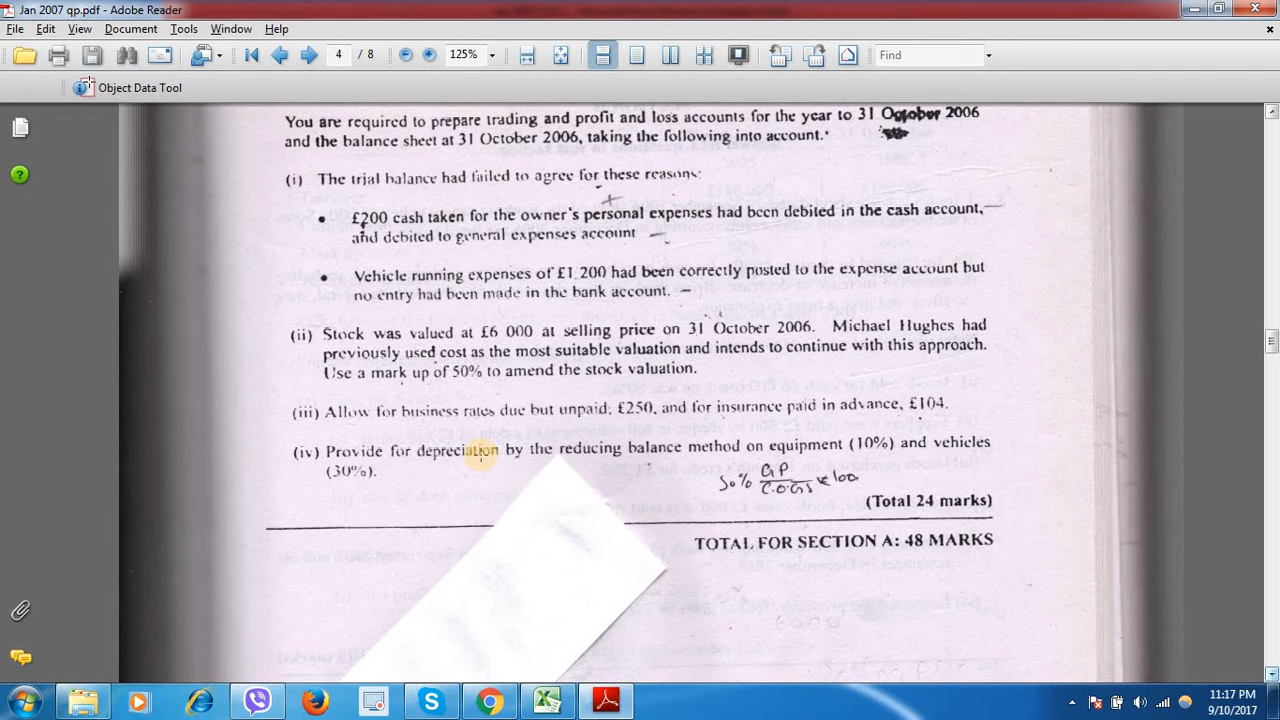 Jan 2007 qp.pdf - Adobe Reader
File Edit View Document Tools Window Help
4 / 8 125% Find
Object Data Tool
You are required to prepare trading and profit and loss accounts for the year to 31 October 2006
and the balance sheet at 31 October 2006, taking the following into account.
(i) The trial balance had failed to agree for these reasons:
• £200 cash taken for the owner's personal expenses had been debited in the cash account,
and debited to general expenses account
• Vehicle running expenses of £1 200 had been correctly posted to the expense account but
no entry had been made in the bank account.
(ii) Stock was valued at £6 000 at selling price on 31 October 2006. Michael Hughes had
previously used cost as the most suitable valuation and intends to continue with this approach.
Use a mark up of 50% to amend the stock valuation.
(iii) Allow for business rates due but unpaid, £250, and for insurance paid in advance, £104.
(iv) Provide for depreciation by the reducing balance method on equipment (10%) and vehicles
(30%).
50% GP
C.O.GS × 100
(Total 24 marks)
TOTAL FOR SECTION A: 48 MARKS
11:17 PM
9/10/2017